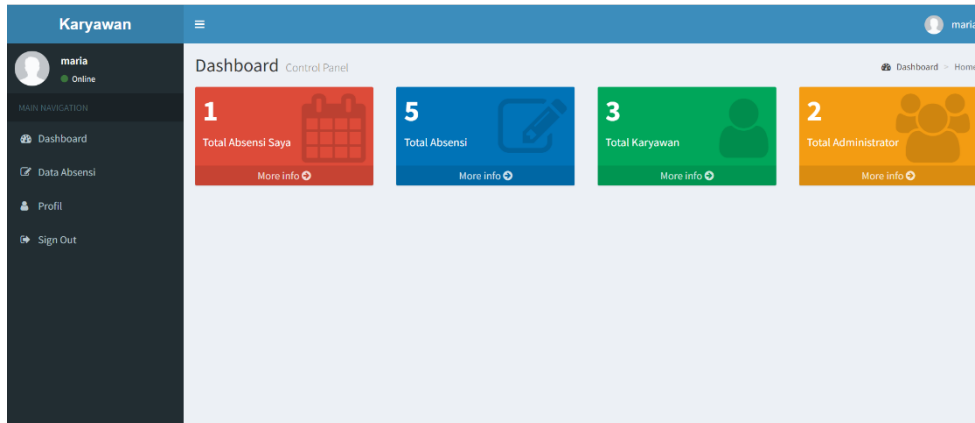 Karyawan
maria
maria
Online
MAIN NAVIGATION
Dashboard
Data Absensi
Profil
Sign Out
Dashboard Control Panel
Dashboard > Home
1
Total Absensi Saya
More info
5
Total Absensi
More info
3
Total Karyawan
More info
2
Total Administrator
More info